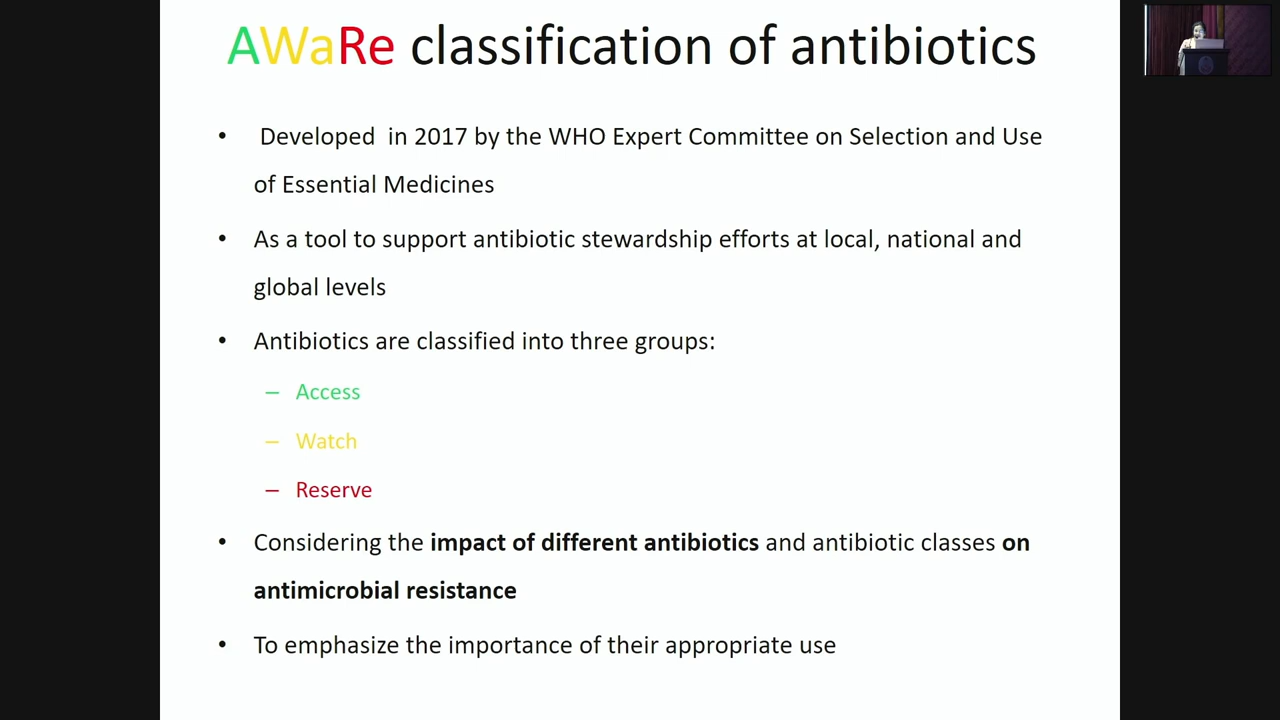 AWaRe classification of antibiotics
• Developed in 2017 by the WHO Expert Committee on Selection and Use
of Essential Medicines
• As a tool to support antibiotic stewardship efforts at local, national and
global levels
• Antibiotics are classified into three groups:
– Access
– Watch
– Reserve
• Considering the impact of different antibiotics and antibiotic classes on
antimicrobial resistance
• To emphasize the importance of their appropriate use